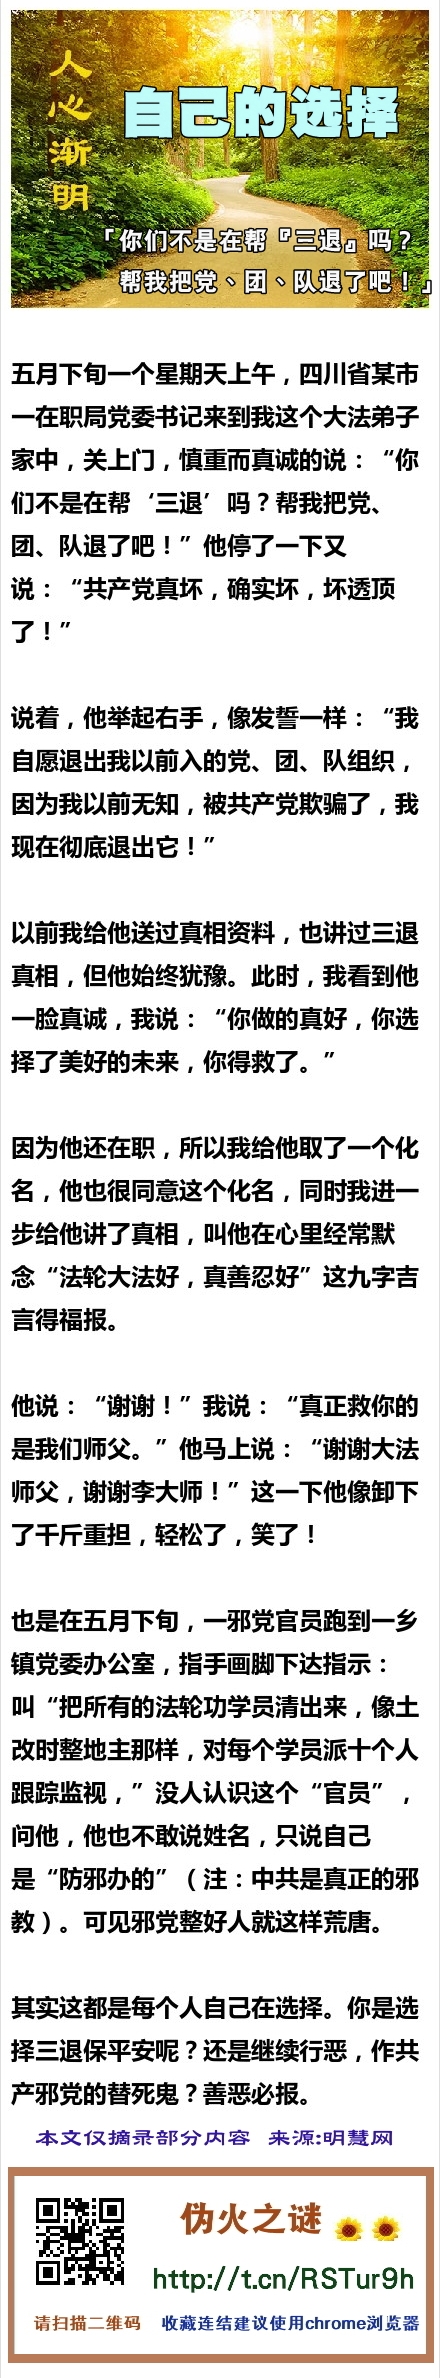 人心渐明
自己的选择
「你们不是在帮『三退』吗？
帮我把党、团、队退了吧！」
五月下旬一个星期天上午，四川省某市
一在职局党委书记来到我这个大法弟子
家中，关上门，慎重而真诚的说：“你
们不是在帮‘三退’吗？帮我把党、
团、队退了吧！”他停了一下又
说：“共产党真坏，确实坏，坏透顶
了！”
说着，他举起右手，像发誓一样：“我
自愿退出我以前入的党、团、队组织，
因为我以前无知，被共产党欺骗了，我
现在彻底退出它！”
以前我给他送过真相资料，也讲过三退
真相，但他始终犹豫。此时，我看到他
一脸真诚，我说：“你做的真好，你选
择了美好的未来，你得救了。”
因为他还在职，所以我给他取了一个化
名，他也很同意这个化名，同时我进一
步给他讲了真相，叫他在心里经常默
念“法轮大法好，真善忍好”这九字吉
言得福报。
他说：“谢谢！”我说：“真正救你的
是我们师父。”他马上说：“谢谢大法
师父，谢谢李大师！”这一下他像卸下
了千斤重担，轻松了，笑了！
也是在五月下旬，一邪党官员跑到一乡
镇党委办公室，指手画脚下达指示：
叫“把所有的法轮功学员清出来，像土
改时整地主那样，对每个学员派十个人
跟踪监视，”没人认识这个“官员”，
问他，他也不敢说姓名，只说自己
是“防邪办的”（注：中共是真正的邪
教）。可见邪党整好人就这样荒唐。
其实这都是每个人自己在选择。你是选
择三退保平安呢？还是继续行恶，作共
产邪党的替死鬼？善恶必报。
本文仅摘录部分内容 来源:明慧网
伪火之谜
http://t.cn/RSTur9h
请扫描二维码 收藏连结建议使用chrome浏览器